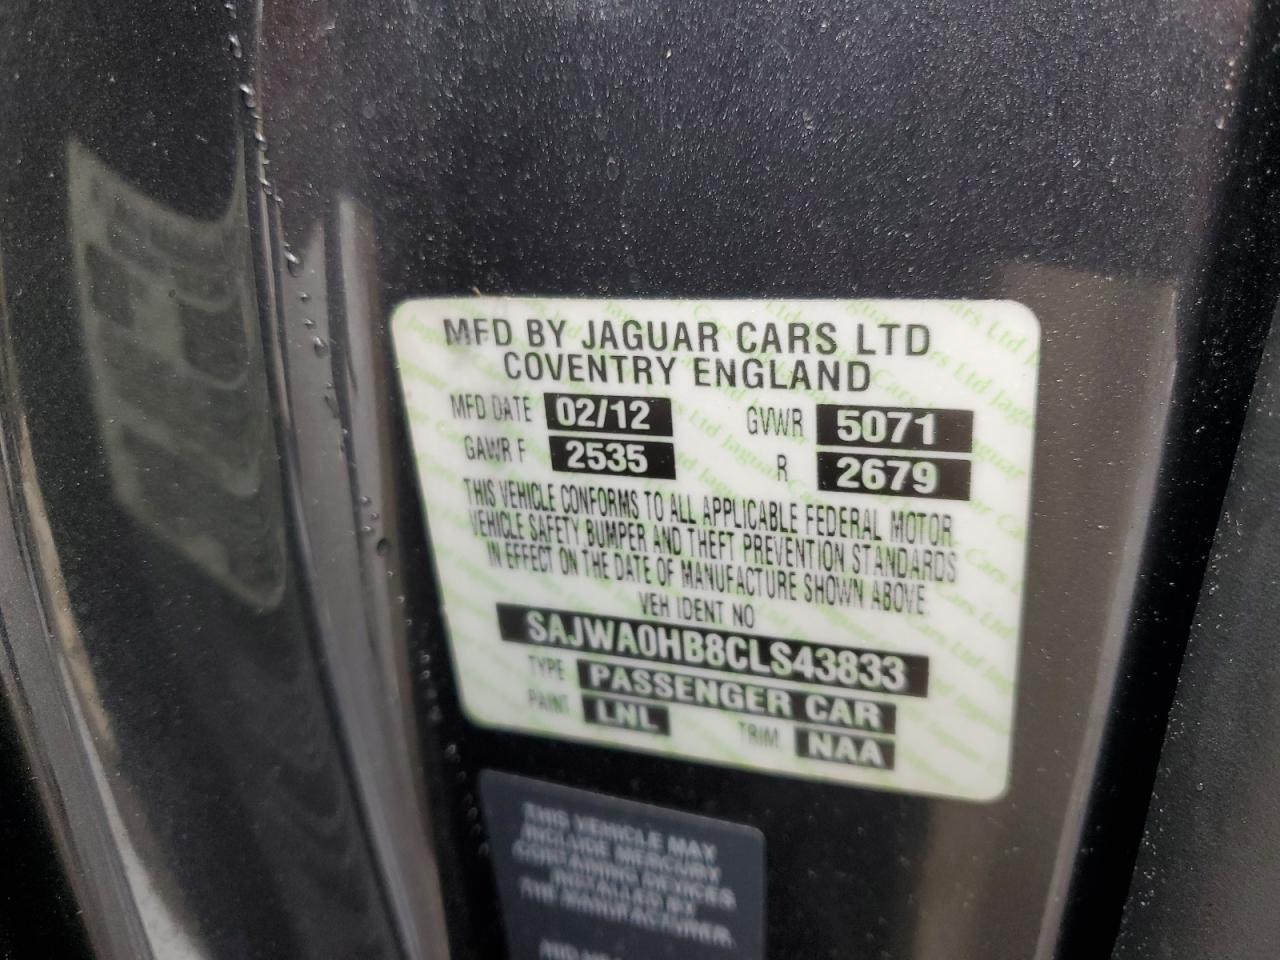 MFD BY JAGUAR CARS LTD
COVENTRY ENGLAND
MFD DATE 02/12 GVWR 5071
GAWR F 2535 R 2679
THIS VEHICLE CONFORMS TO ALL APPLICABLE FEDERAL MOTOR
VEHICLE SAFETY, BUMPER AND THEFT PREVENTION STANDARDS
IN EFFECT ON THE DATE OF MANUFACTURE SHOWN ABOVE.
VEH IDENT NO
SAJWA0HB8CLS43833
TYPE PASSENGER CAR
PAINT LNL TRIM NAA
THIS VEHICLE MAY
INCLUDE MERCURY
CONTAINING DEVICES
INSTALLED BY
THE MANUFACTURER.